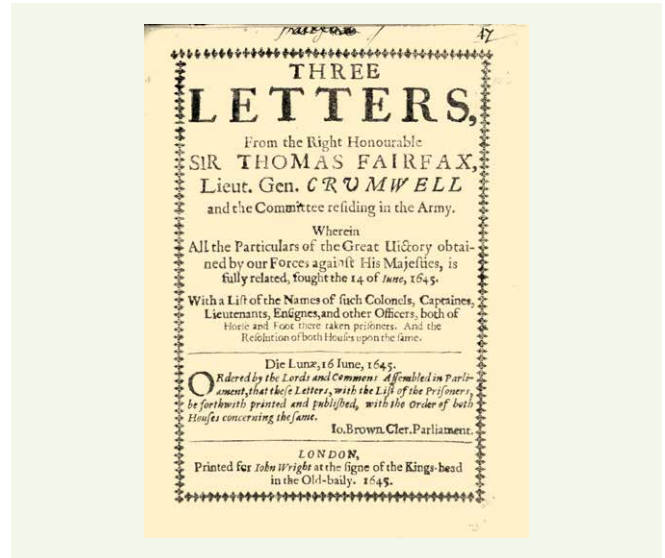 47
THREE
LETTERS,
From the Right Honourable
SIR THOMAS FAIRFAX,
Lieut. Gen. CRUMWELL
and the Committee reſiding in the Army.
Wherein
All the Particulars of the Great Uictory obtai-
ned by our Forces againſt His Majeſties, is
fully related, fought the 14 of Iune, 1645.
With a Liſt of the Names of ſuch Colonels, Captaines,
Lieutenants, Enſignes, and other Officers, both of
Horſe and Foot there taken priſoners. And the
Reſolution of both Houſes upon the ſame.
Die Lunæ, 16 Iune, 1645.
ORdered by the Lords and Commons Aſſembled in Parli-
ament, that theſe Letters, with the Liſt of the Priſoners,
be forthwith printed and publiſhed, with the Order of both
Houſes concerning the ſame.
Io. Brown Cler. Parliament.
LONDON,
Printed for Iohn Wright at the ſigne of the Kings-head
in the Old-baily. 1645.